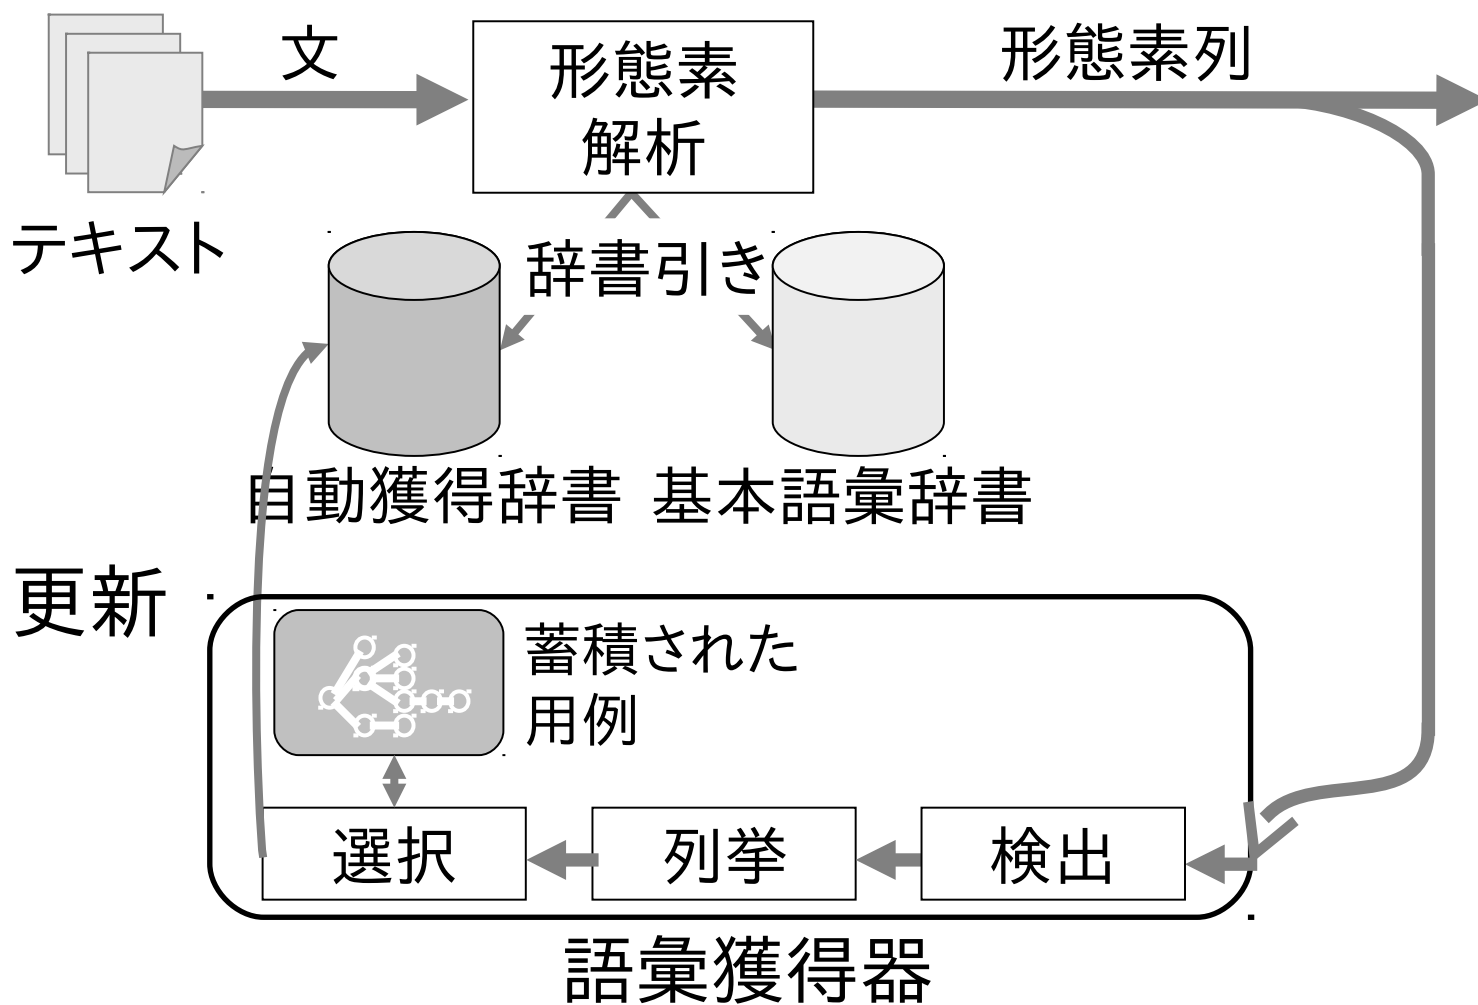 文
形態素
解析
形態素列
テキスト
辞書引き
自動獲得辞書
基本語彙辞書
更新
蓄積された
用例
選択
列挙
検出
語彙獲得器